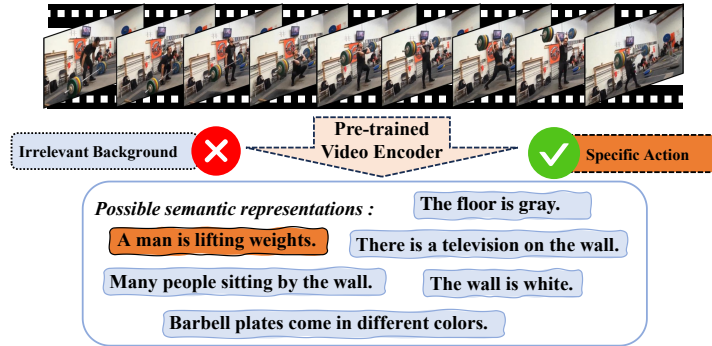 Irrelevant Background
Pre-trained
Video Encoder
Specific Action
Possible semantic representations :
The floor is gray.
A man is lifting weights.
There is a television on the wall.
Many people sitting by the wall.
The wall is white.
Barbell plates come in different colors.